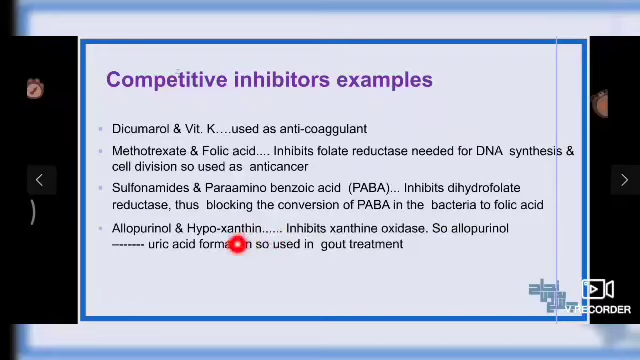 Competitive inhibitors examples
Dicumarol & Vit. K….used as anti-coaggulant
Methotrexate & Folic acid.... Inhibits folate reductase needed for DNA synthesis &
cell division so used as anticancer
Sulfonamides & Paraamino benzoic acid (PABA)... Inhibits dihydrofolate
reductase, thus blocking the conversion of PABA in the bacteria to folic acid
Allopurinol & Hypo-xanthin...... Inhibits xanthine oxidase. So allopurinol
-------- uric acid formation so used in gout treatment
RECORDER